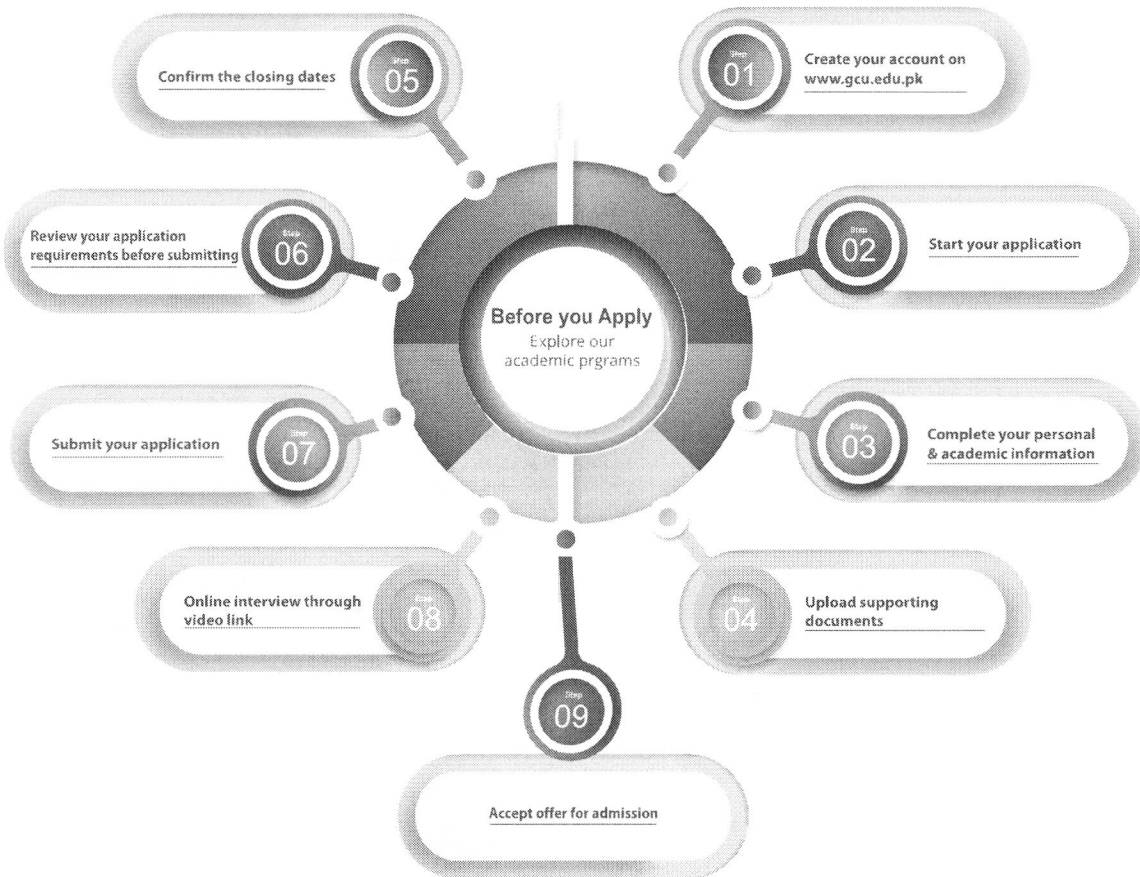 Before you Apply
Explore our
academic prgrams
Step
01
Create your account on
www.gcu.edu.pk
Step
02
Start your application
Step
03
Complete your personal
& academic information
Step
04
Upload supporting
documents
Step
05
Confirm the closing dates
Step
06
Review your application
requirements before submitting
Step
07
Submit your application
Step
08
Online interview through
video link
Step
09
Accept offer for admission